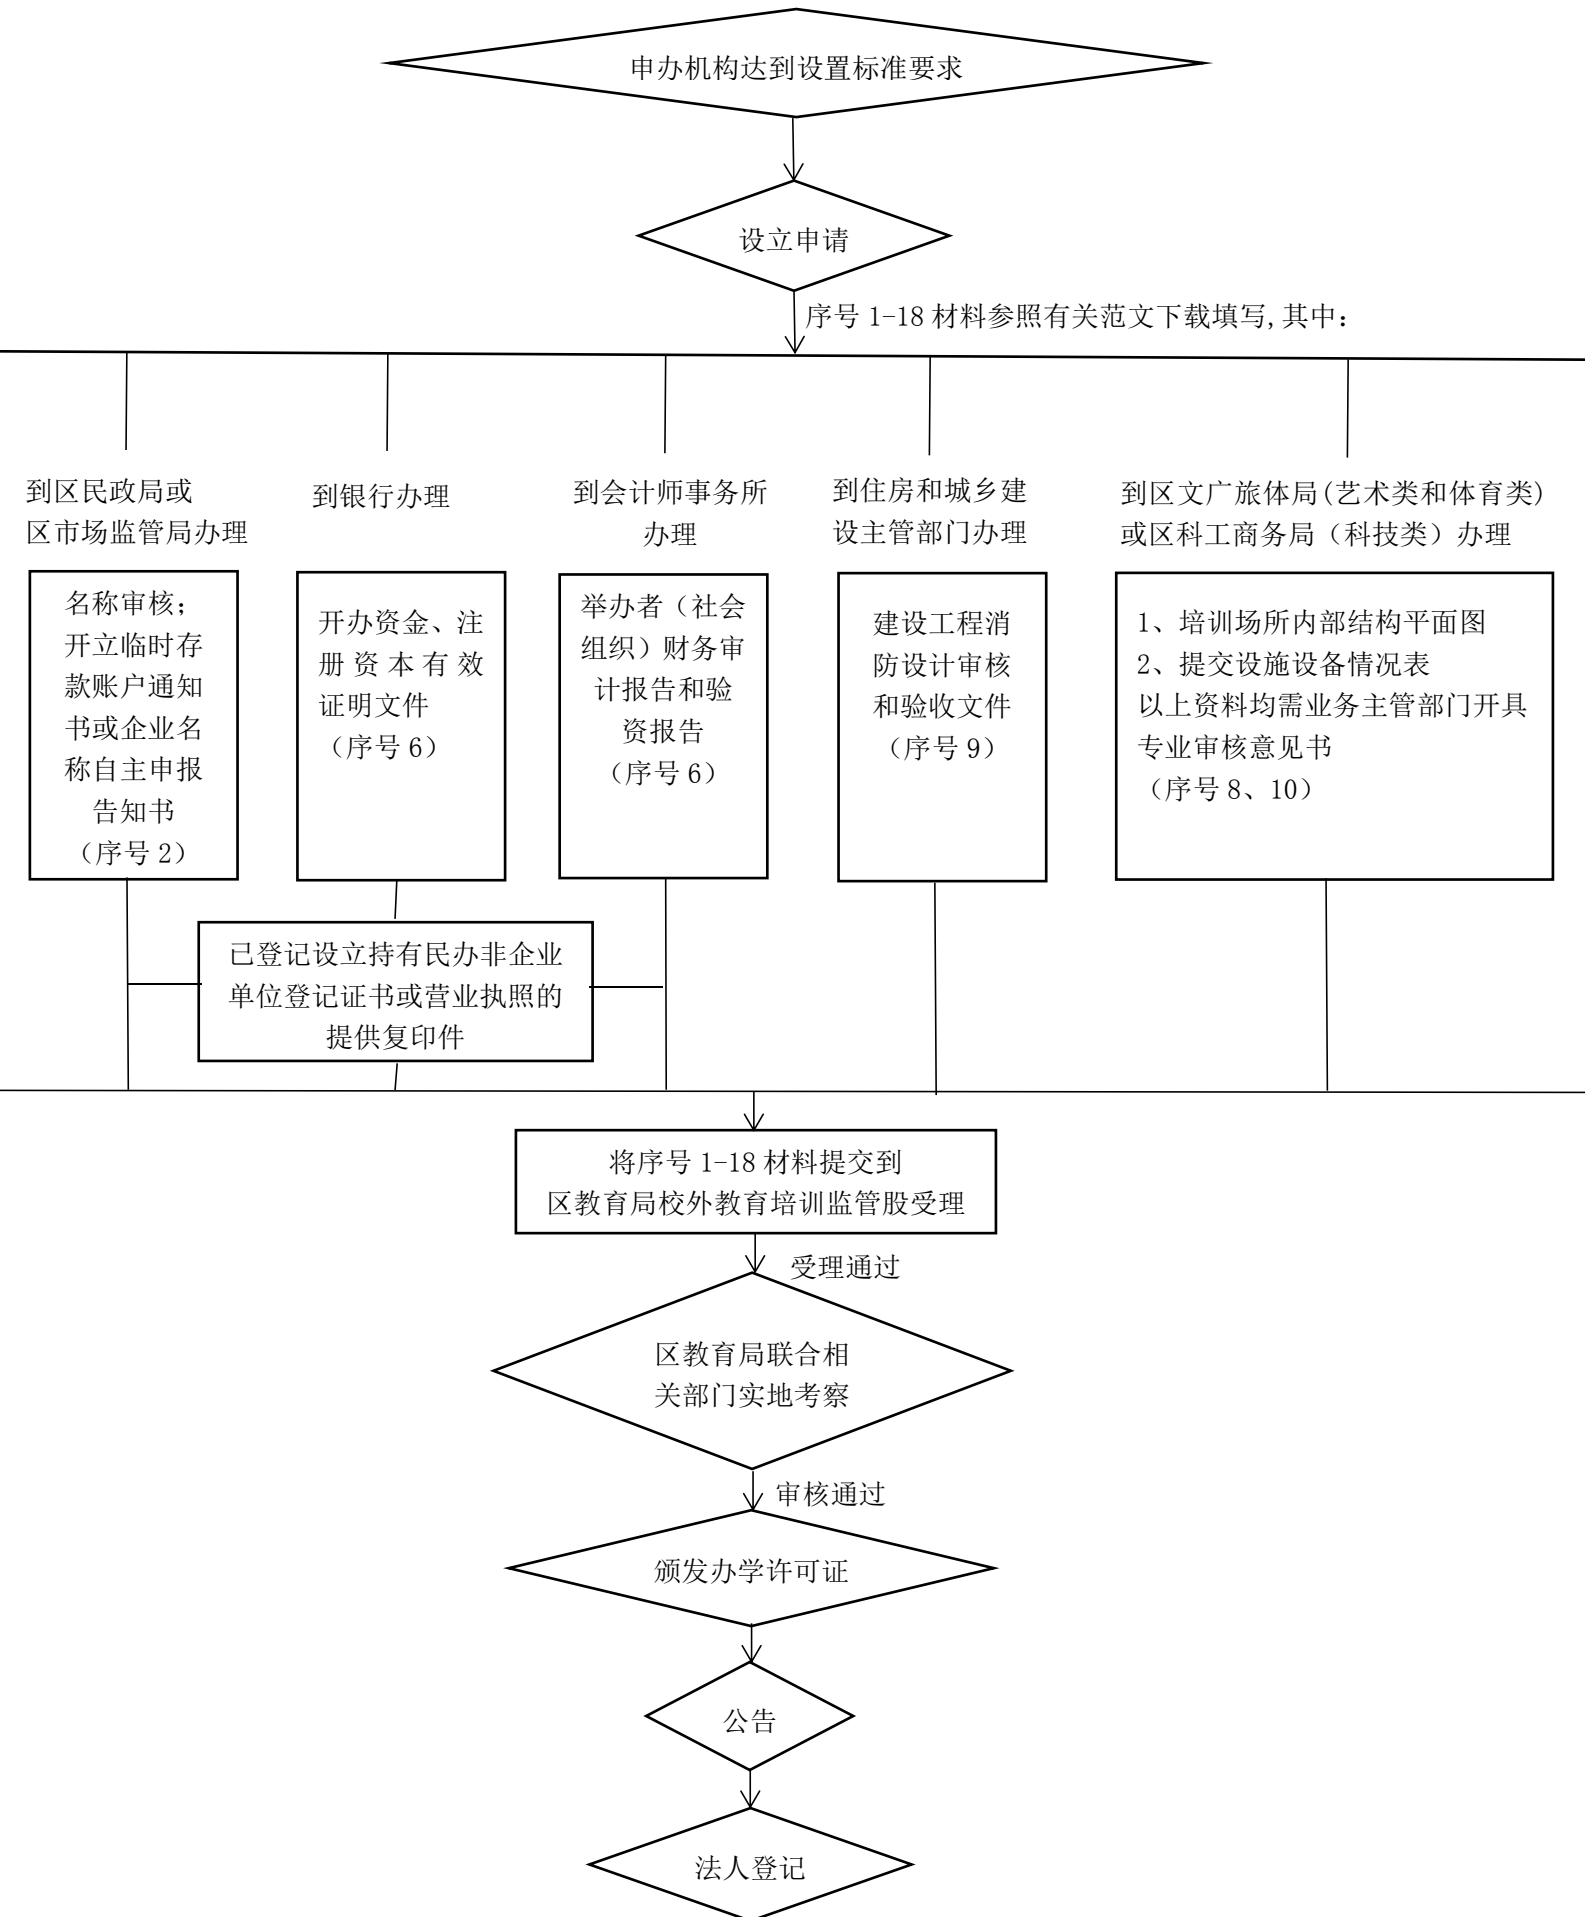 申办机构达到设置标准要求
设立申请
序号 1-18 材料参照有关范文下载填写,其中：
到区民政局或
区市场监管局办理
名称审核；
开立临时存
款账户通知
书或企业名
称自主申报
告知书
（序号 2）
到银行办理
开办资金、注
册资本有效
证明文件
（序号 6）
到会计师事务所
办理
举办者（社会
组织）财务审
计报告和验
资报告
（序号 6）
到住房和城乡建
设主管部门办理
建设工程消
防设计审核
和验收文件
（序号 9）
到区文广旅体局(艺术类和体育类)
或区科工商务局（科技类）办理
1、培训场所内部结构平面图
2、提交设施设备情况表
以上资料均需业务主管部门开具
专业审核意见书
（序号 8、10）
已登记设立持有民办非企业
单位登记证书或营业执照的
提供复印件
将序号 1-18 材料提交到
区教育局校外教育培训监管股受理
受理通过
区教育局联合相
关部门实地考察
审核通过
颁发办学许可证
公告
法人登记